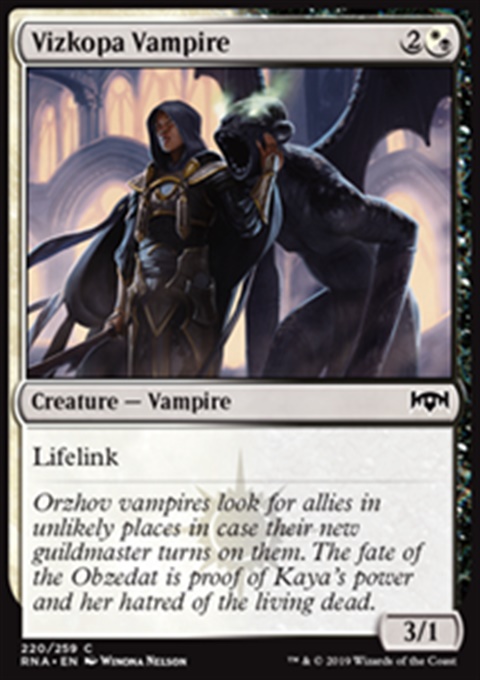 Vizkopa Vampire 2
Creature — Vampire
Lifelink
Orzhov vampires look for allies in
unlikely places in case their new
guildmaster turns on them. The fate of
the Obzedat is proof of Kaya's power
and her hatred of the living dead.
3/1
220/259 C
RNA • EN Winona Nelson ™ & © 2019 Wizards of the Coast